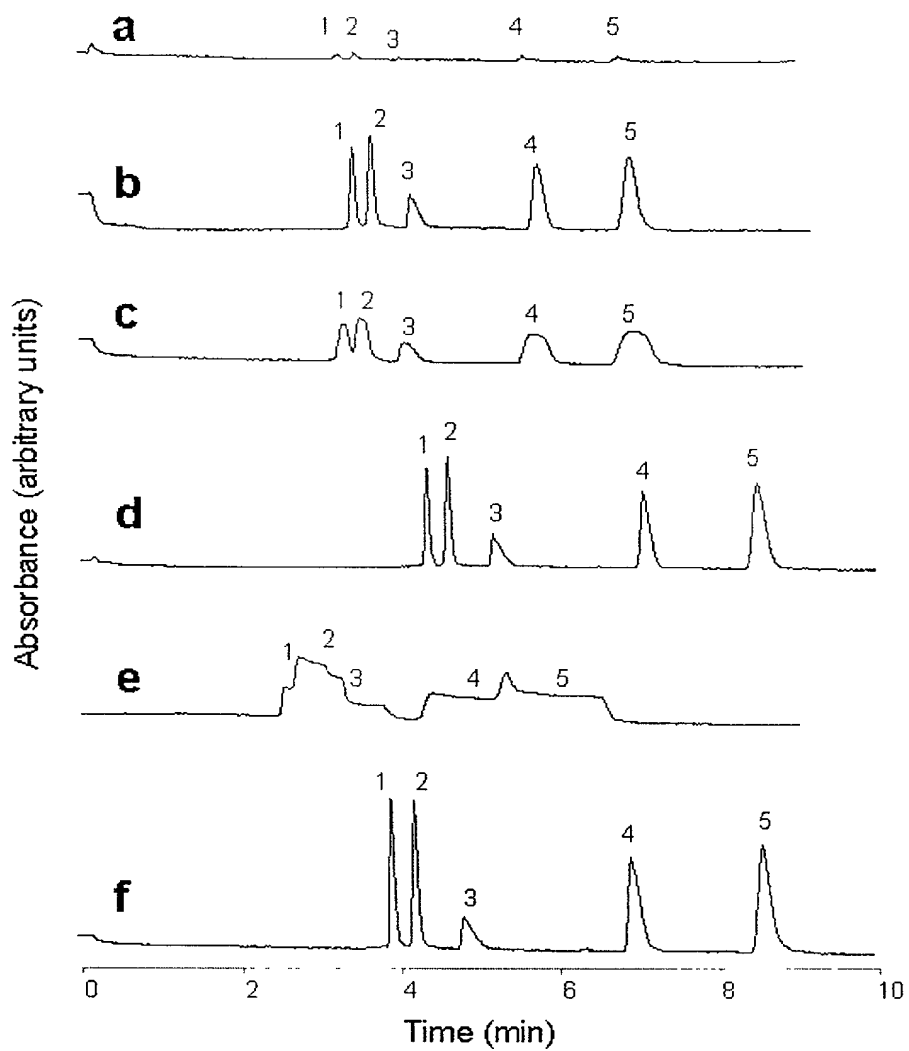 a 1 2 3 4 5
b 1 2 3 4 5
c 1 2 3 4 5
d 1 2 3 4 5
e 1 2 3 4 5
f 1 2 3 4 5
Absorbance (arbitrary units)
0 2 4 6 8 10
Time (min)